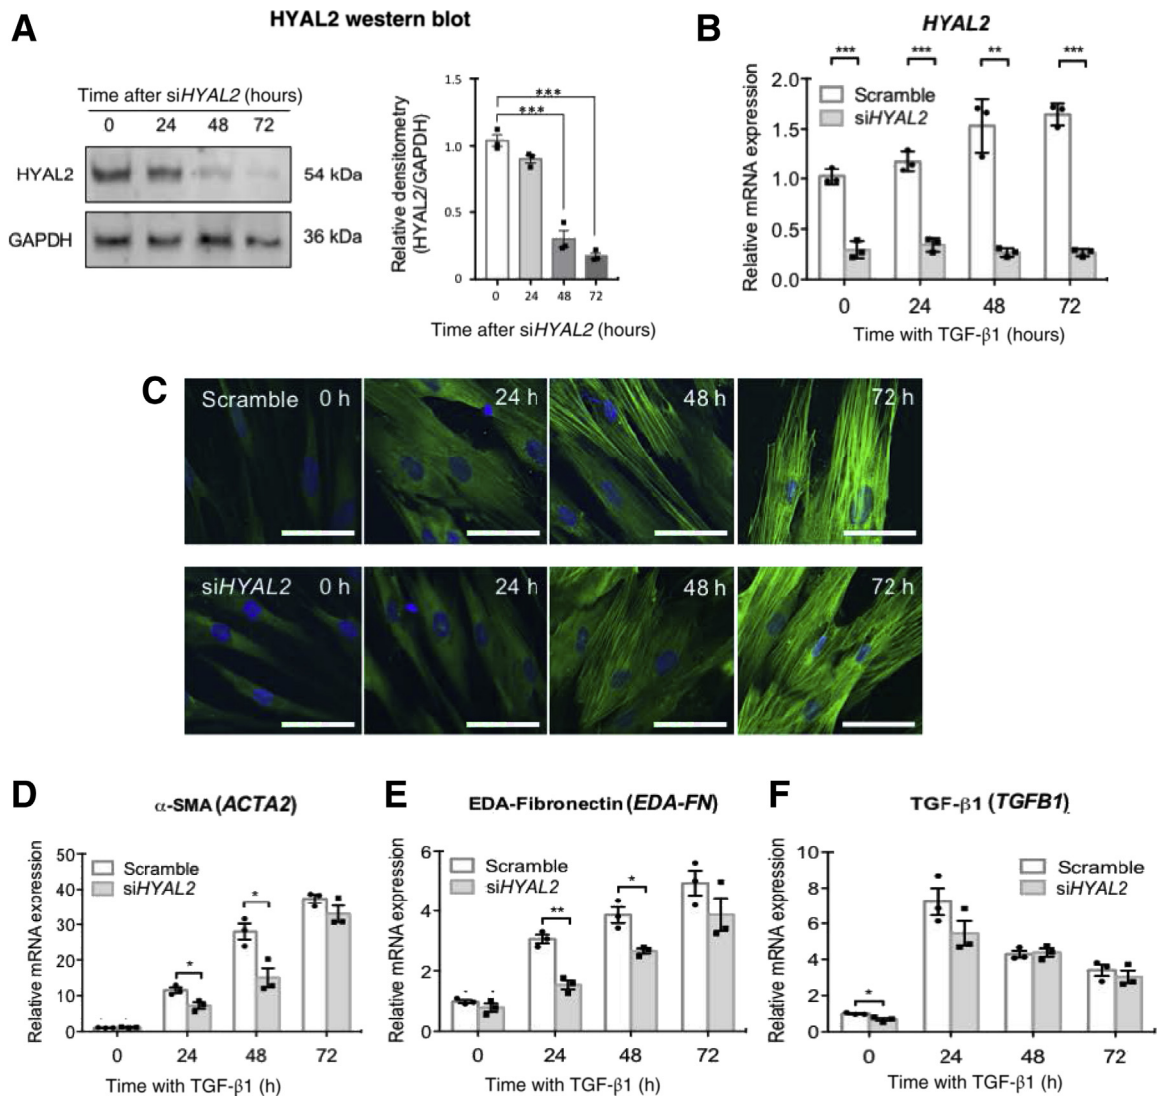 A
HYAL2 western blot
Time after siHYAL2 (hours)
0 24 48 72
HYAL2
54 kDa
GAPDH
36 kDa
Relative densitometry
(HYAL2/GAPDH)
1.5
1.0
0.5
0
***
***
0 24 48 72
Time after siHYAL2 (hours)
B
HYAL2
*** *** ** ***
Relative mRNA expression
2.0
1.5
1.0
0.5
0.0
Scramble
siHYAL2
0 24 48 72
Time with TGF-β1 (hours)
C
Scramble 0 h
24 h
48 h
72 h
siHYAL2 0 h
24 h
48 h
72 h
D
α-SMA (ACTA2)
Relative mRNA expression
50
40
30
20
10
0
Scramble
siHYAL2
*
*
0 24 48 72
Time with TGF-β1 (h)
E
EDA-Fibronectin (EDA-FN)
Relative mRNA expression
6
4
2
0
Scramble
siHYAL2
**
*
0 24 48 72
Time with TGF-β1 (h)
F
TGF-β1 (TGFB1)
Relative mRNA expression
10
8
6
4
2
0
Scramble
siHYAL2
*
0 24 48 72
Time with TGF-β1 (h)